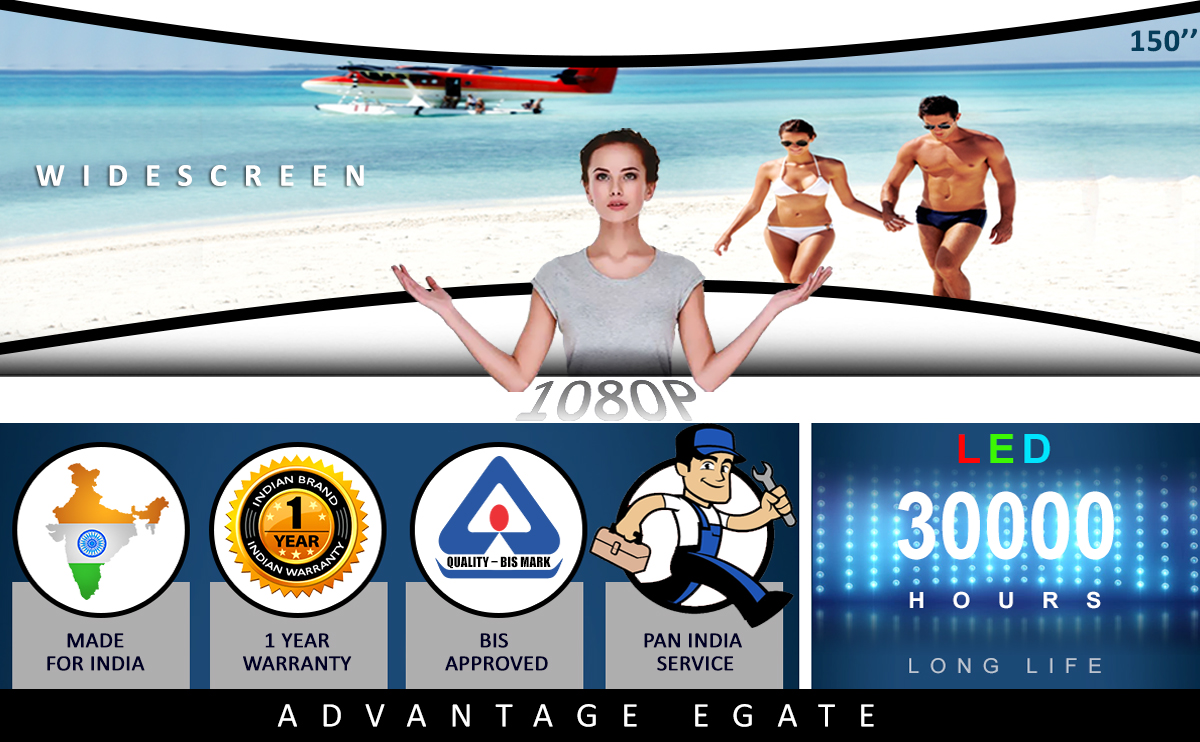 150’’
WIDESCREEN
1080P
INDIAN BRAND
1
YEAR
INDIAN WARRANTY
QUALITY – BIS MARK
MADE
FOR INDIA
1 YEAR
WARRANTY
BIS
APPROVED
PAN INDIA
SERVICE
LED
30000
HOURS
LONG LIFE
ADVANTAGE EGATE